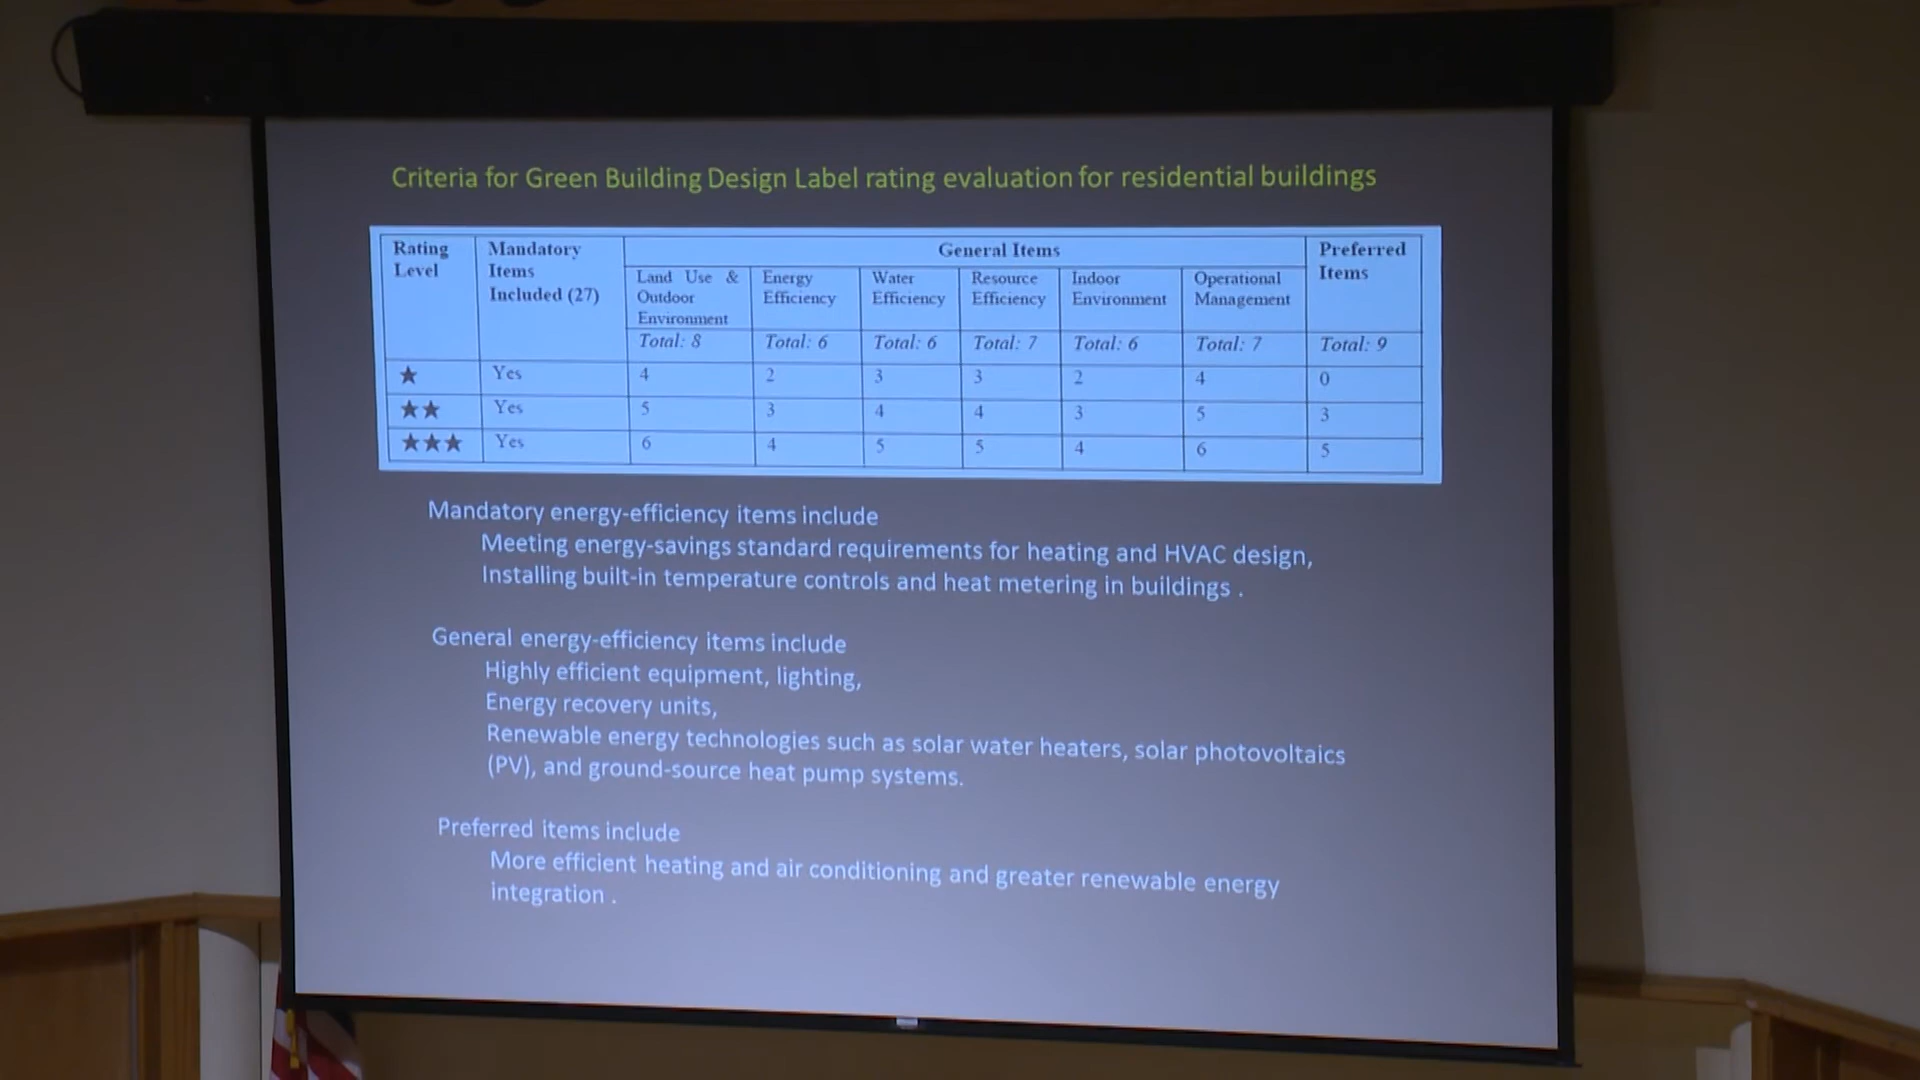 Criteria for Green Building Design Label rating evaluation for residential buildings
Rating Level | Mandatory Items Included (27) | General Items | Preferred Items
Land Use & Outdoor Environment | Energy Efficiency | Water Efficiency | Resource Efficiency | Indoor Environment | Operational Management
Total: 8 | Total: 6 | Total: 6 | Total: 7 | Total: 6 | Total: 7 | Total: 9
★ | Yes | 4 | 2 | 3 | 3 | 2 | 4 | 0
★★ | Yes | 5 | 3 | 4 | 4 | 3 | 5 | 3
★★★ | Yes | 6 | 4 | 5 | 5 | 4 | 6 | 5
Mandatory energy-efficiency items include
Meeting energy-savings standard requirements for heating and HVAC design,
Installing built-in temperature controls and heat metering in buildings .
General energy-efficiency items include
Highly efficient equipment, lighting,
Energy recovery units,
Renewable energy technologies such as solar water heaters, solar photovoltaics
(PV), and ground-source heat pump systems.
Preferred items include
More efficient heating and air conditioning and greater renewable energy
integration .